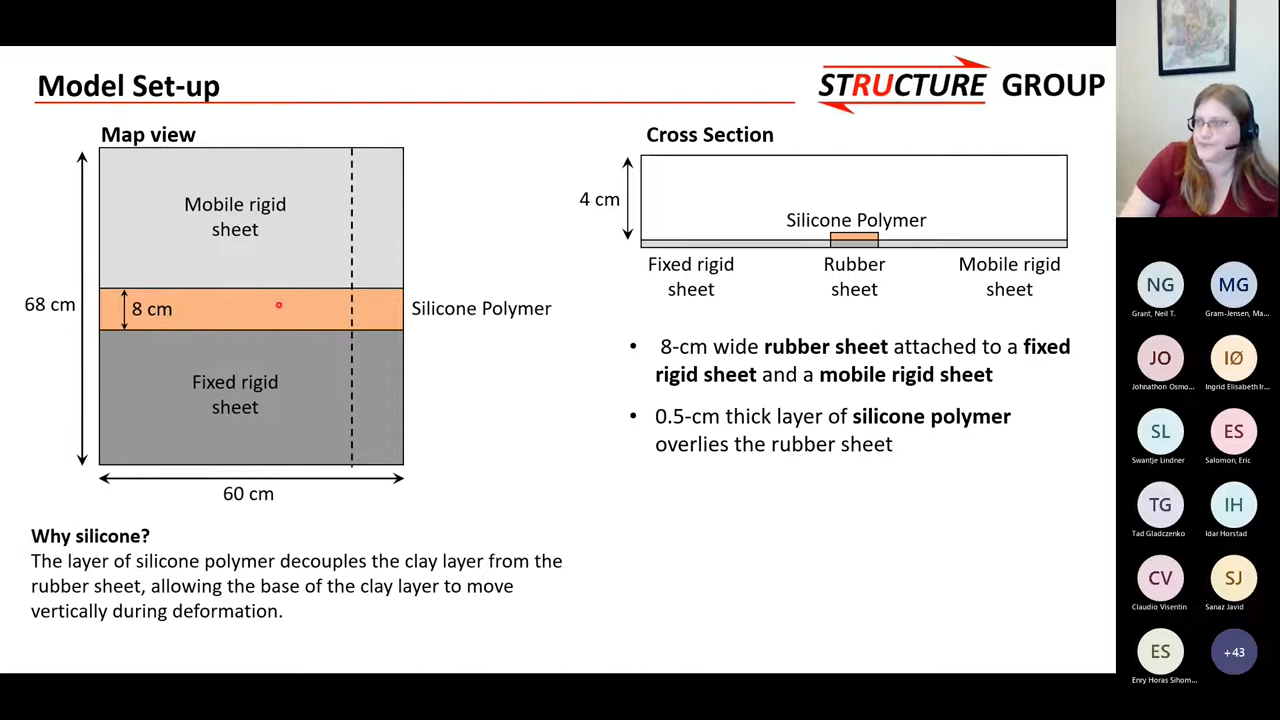 Model Set-up
STRUCTURE GROUP
Map view
Mobile rigid
sheet
68 cm
8 cm
Silicone Polymer
Fixed rigid
sheet
60 cm
Why silicone?
The layer of silicone polymer decouples the clay layer from the
rubber sheet, allowing the base of the clay layer to move
vertically during deformation.
Cross Section
4 cm
Silicone Polymer
Fixed rigid
sheet
Rubber
sheet
Mobile rigid
sheet
• 8-cm wide rubber sheet attached to a fixed
rigid sheet and a mobile rigid sheet
• 0.5-cm thick layer of silicone polymer
overlies the rubber sheet
NG
Grant, Neil T.
MG
Gram-Jensen, Ma...
JO
Johnathon Osmo...
IØ
Ingrid Elisabeth Ir...
SL
Swantje Lindner
ES
Salomon, Eric
TG
Tad Gladczenko
IH
Idar Horstad
CV
Claudio Visentin
SJ
Sanaz Javid
ES
Enry Horas Sihom...
+43